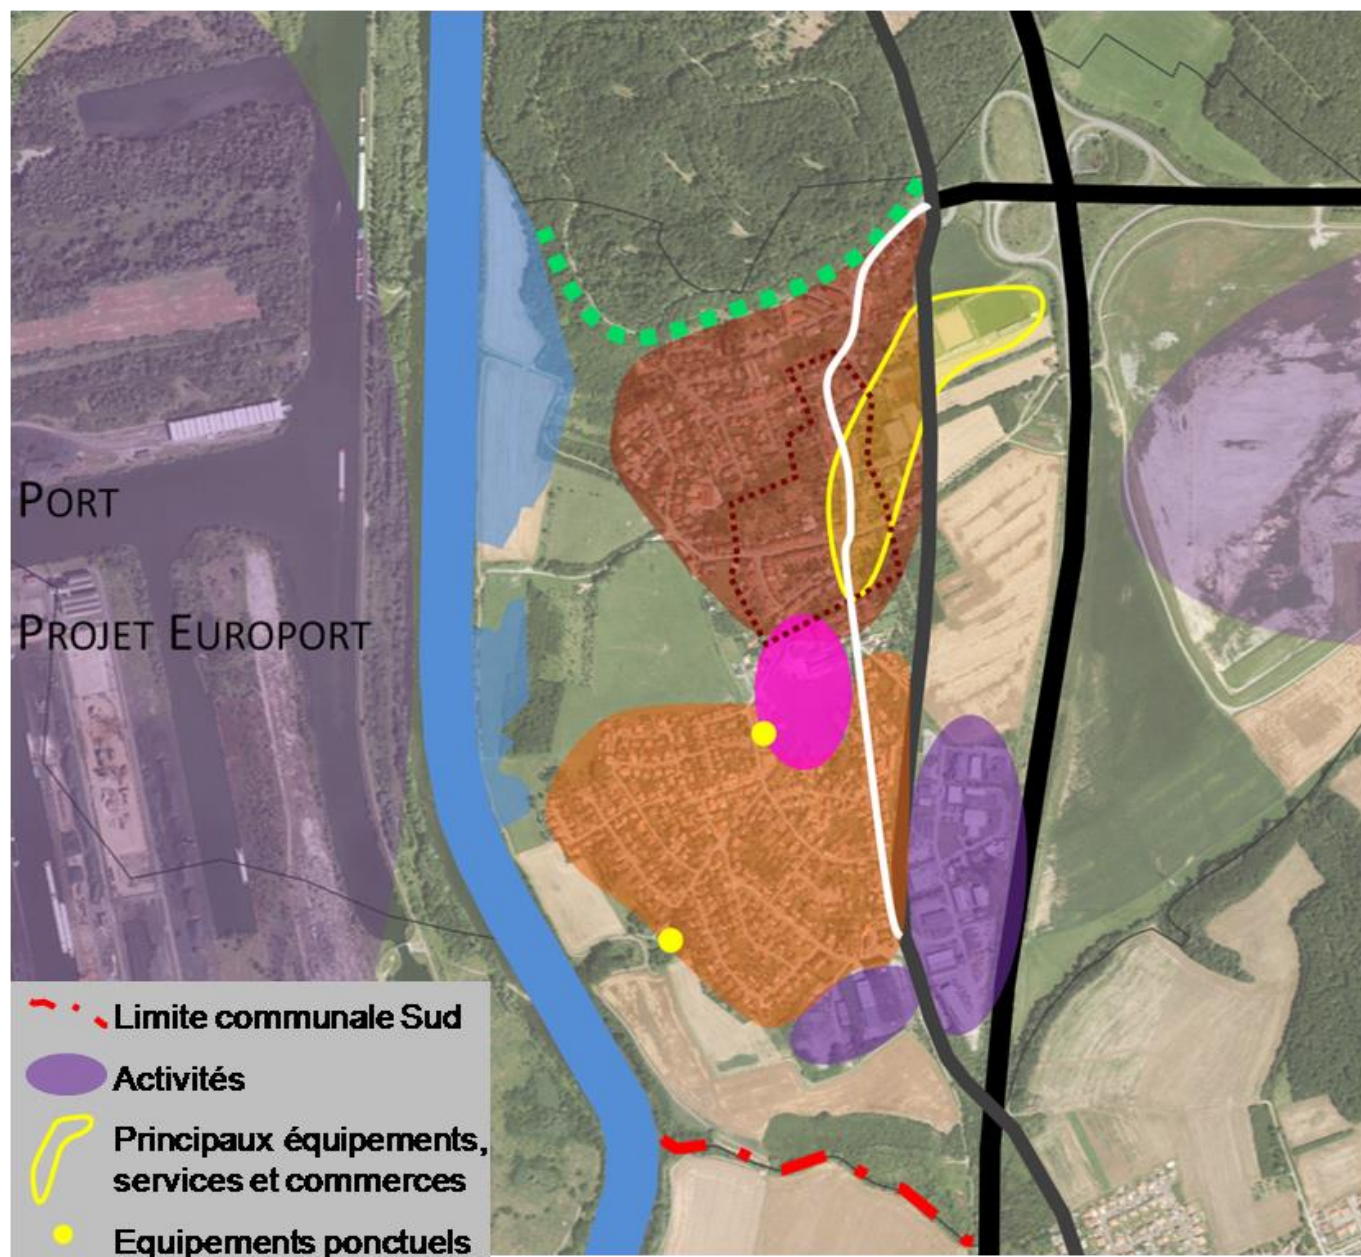 PORT
PROJET EUROPORT
Limite communale Sud
Activités
Principaux équipements,
services et commerces
Equipements ponctuels